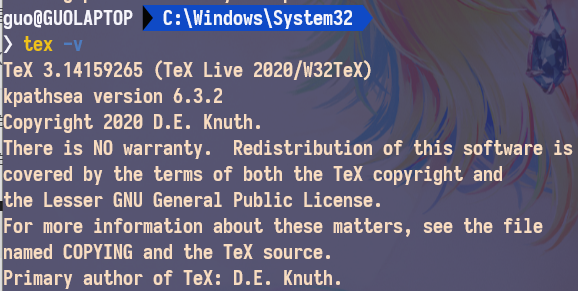 guo@GUOLAPTOP C:\Windows\System32
❯ tex -v
TeX 3.14159265 (TeX Live 2020/W32TeX)
kpathsea version 6.3.2
Copyright 2020 D.E. Knuth.
There is NO warranty.  Redistribution of this software is
covered by the terms of both the TeX copyright and
the Lesser GNU General Public License.
For more information about these matters, see the file
named COPYING and the TeX source.
Primary author of TeX: D.E. Knuth.